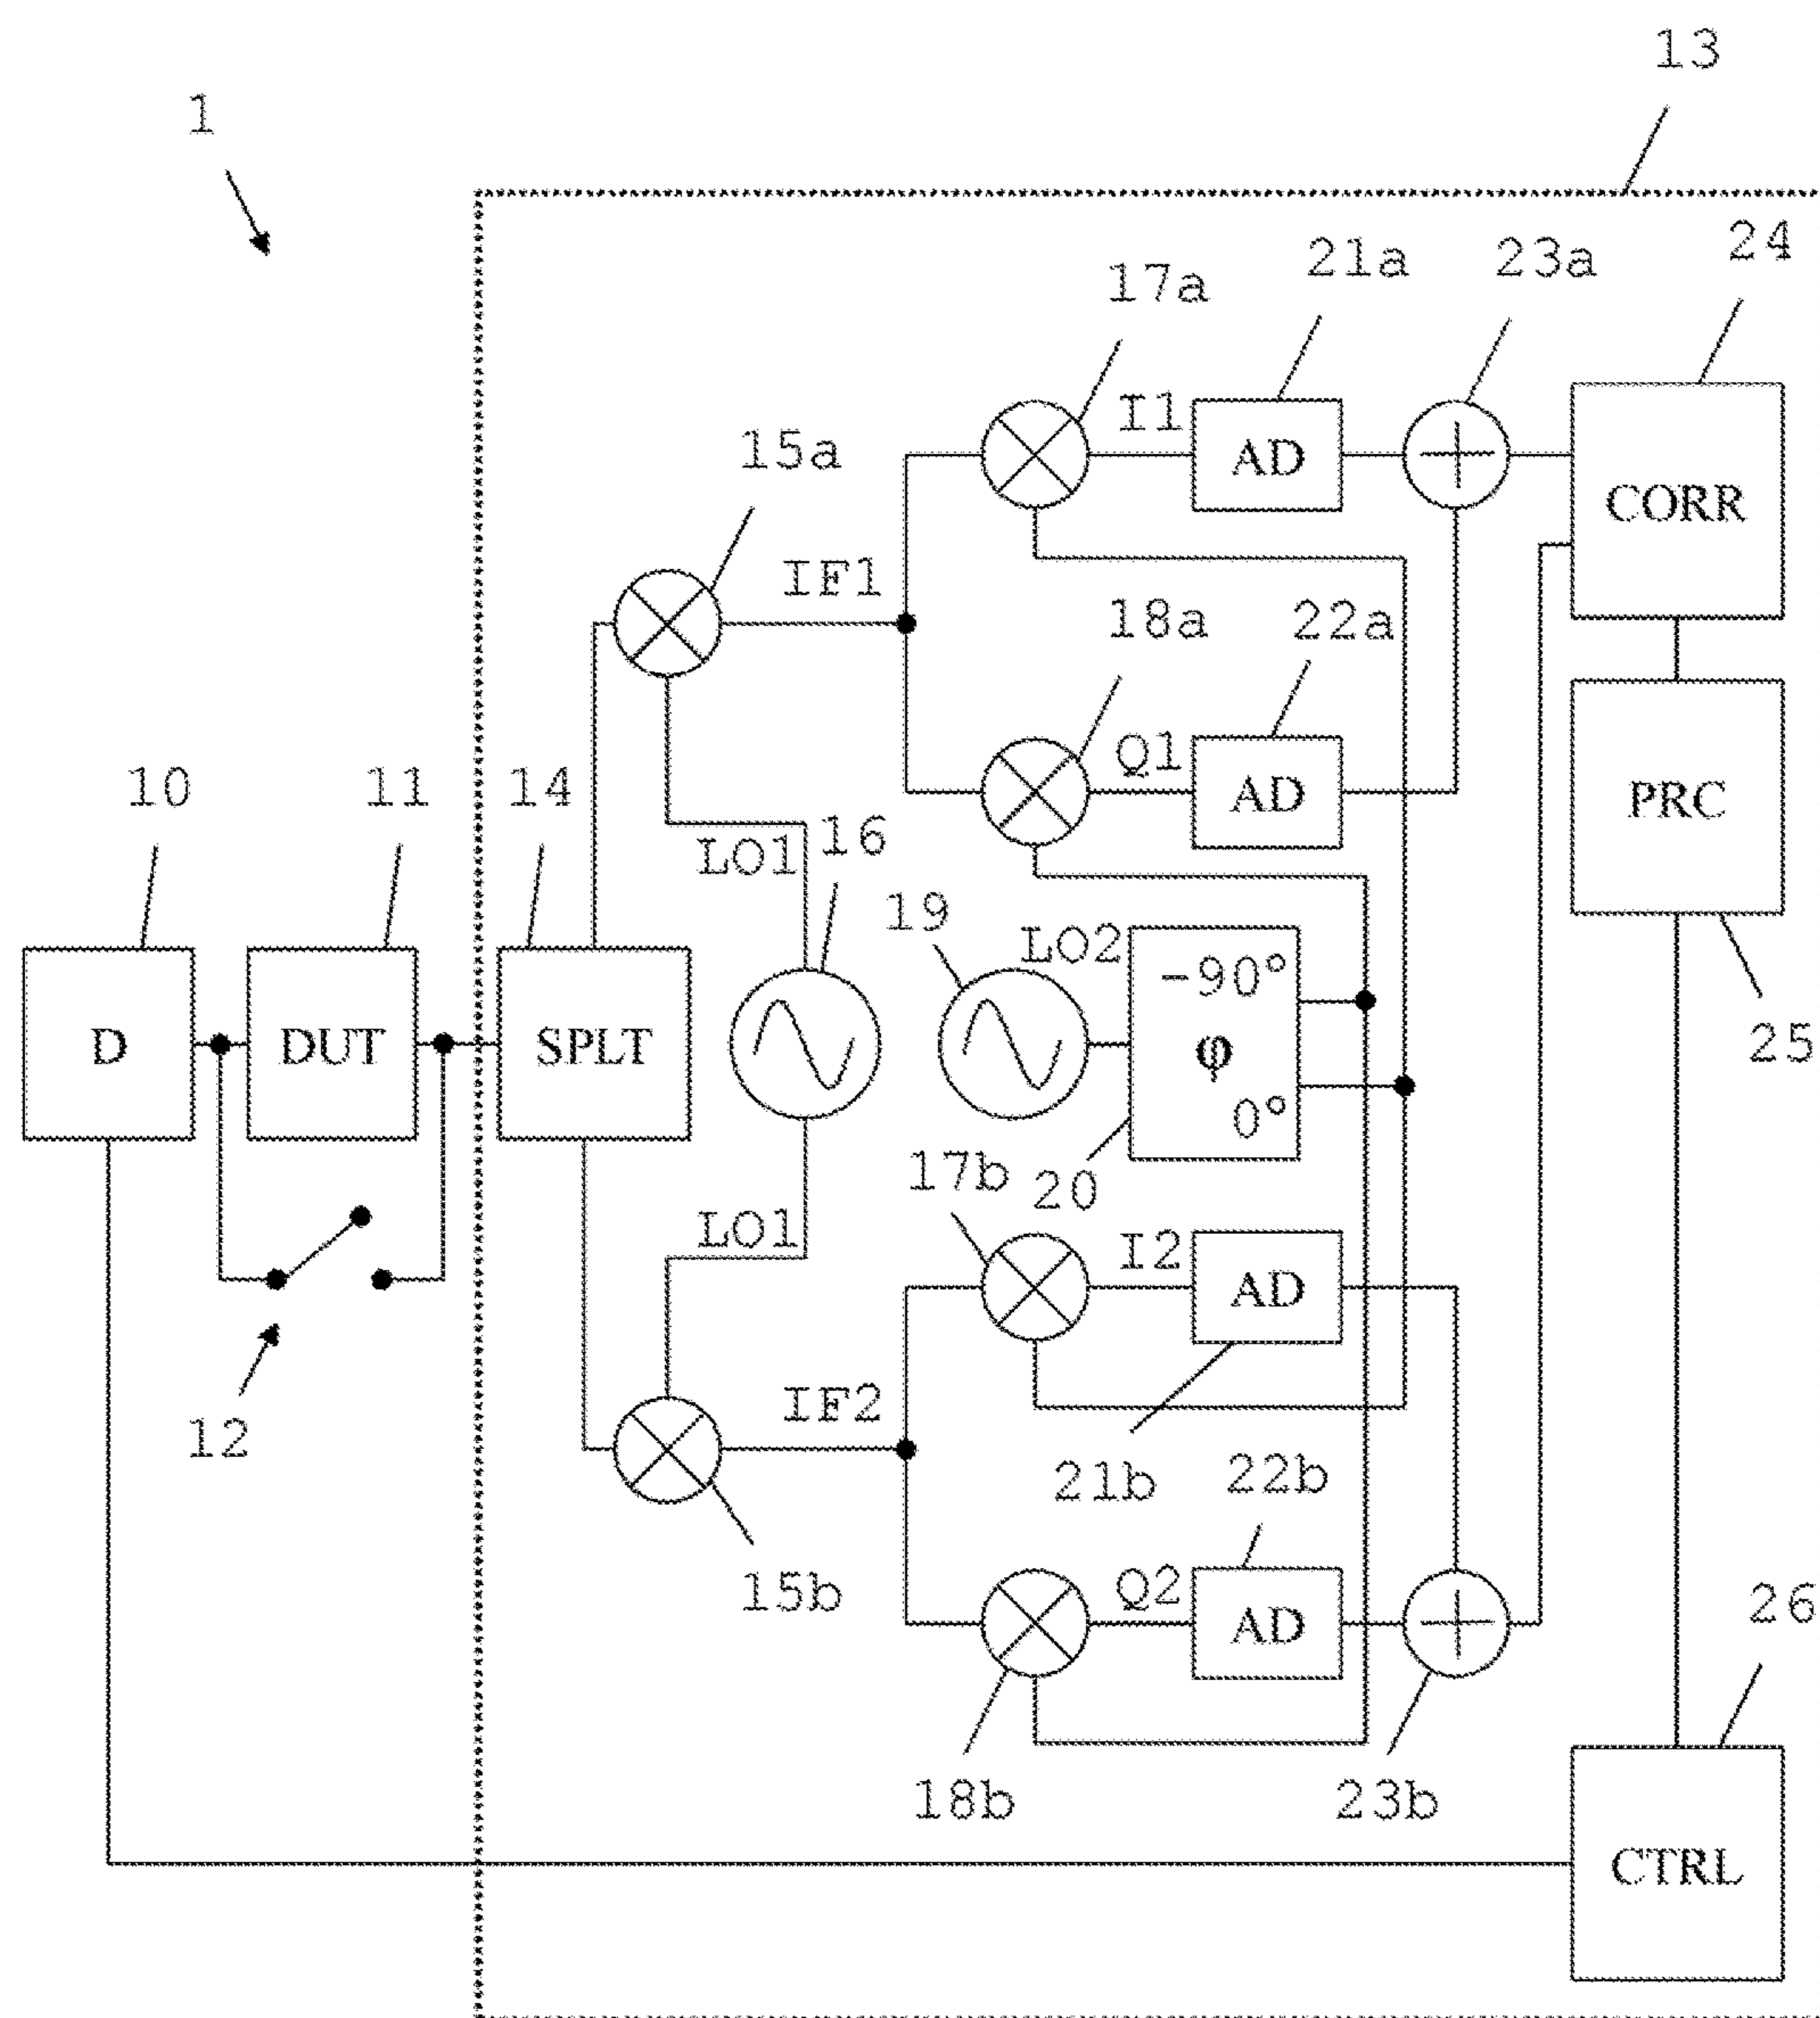 13
1
24
21a
23a
17a
I1
AD
15a
CORR
IF1
18a
22a
Q1
AD
PRC
10
11
14
LO1
16
19
LO2
-90°
D
DUT
SPLT
φ
25
0°
17b
20
LO1
I2
AD
12
IF2
21b
22b
15b
Q2
AD
26
18b
23b
CTRL